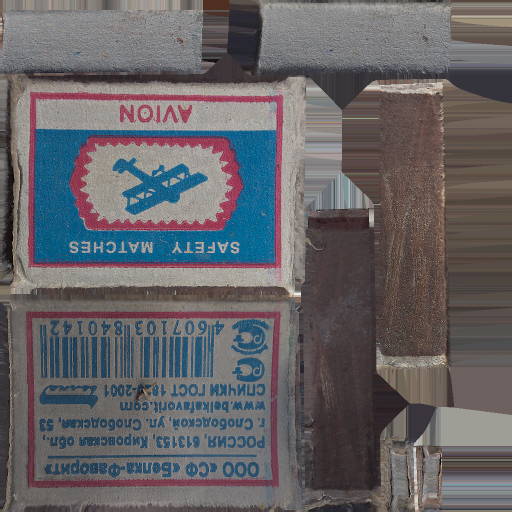 AVION
SAFETY MATCHES
ООО «СФ «Белка-Фаворит»
РОССИЯ, 613153, Кировская обл.,
г. Слободской, ул. Слободская, 53
www.belkafavorit.com
СПИЧКИ ГОСТ 1820-2001
4607103840142